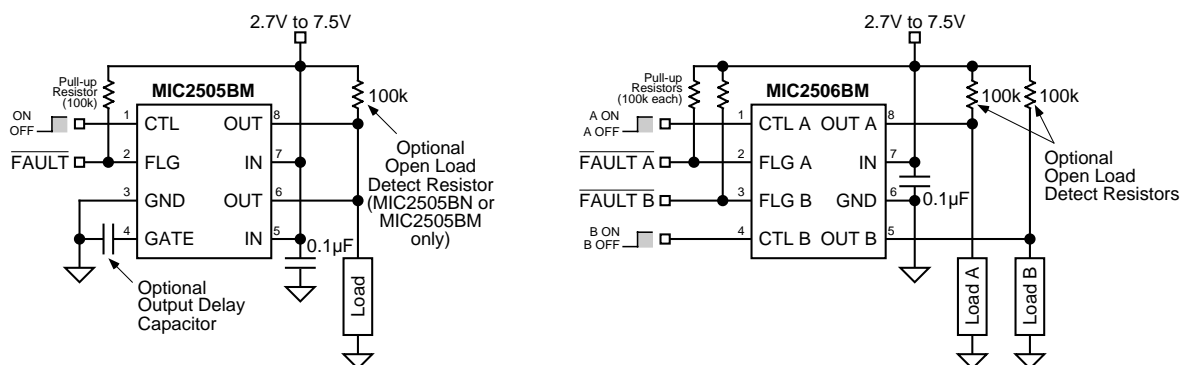 2.7V to 7.5V
MIC2505BM
Pull-up
Resistor
(100k)
100k
ON
OFF
1
CTL
OUT
8
FAULT
2
FLG
IN
7
3
GND
OUT
6
4
GATE
IN
5
0.1µF
Optional
Open Load
Detect Resistor
(MIC2505BN or
MIC2505BM
only)
Load
Optional
Output Delay
Capacitor
2.7V to 7.5V
MIC2506BM
Pull-up
Resistors
(100k each)
100k
100k
A ON
A OFF
1
CTL A
OUT A
8
FAULT A
2
FLG A
IN
7
FAULT B
3
FLG B
GND
6
0.1µF
B ON
B OFF
4
CTL B
OUT B
5
Optional
Open Load
Detect Resistors
Load A
Load B